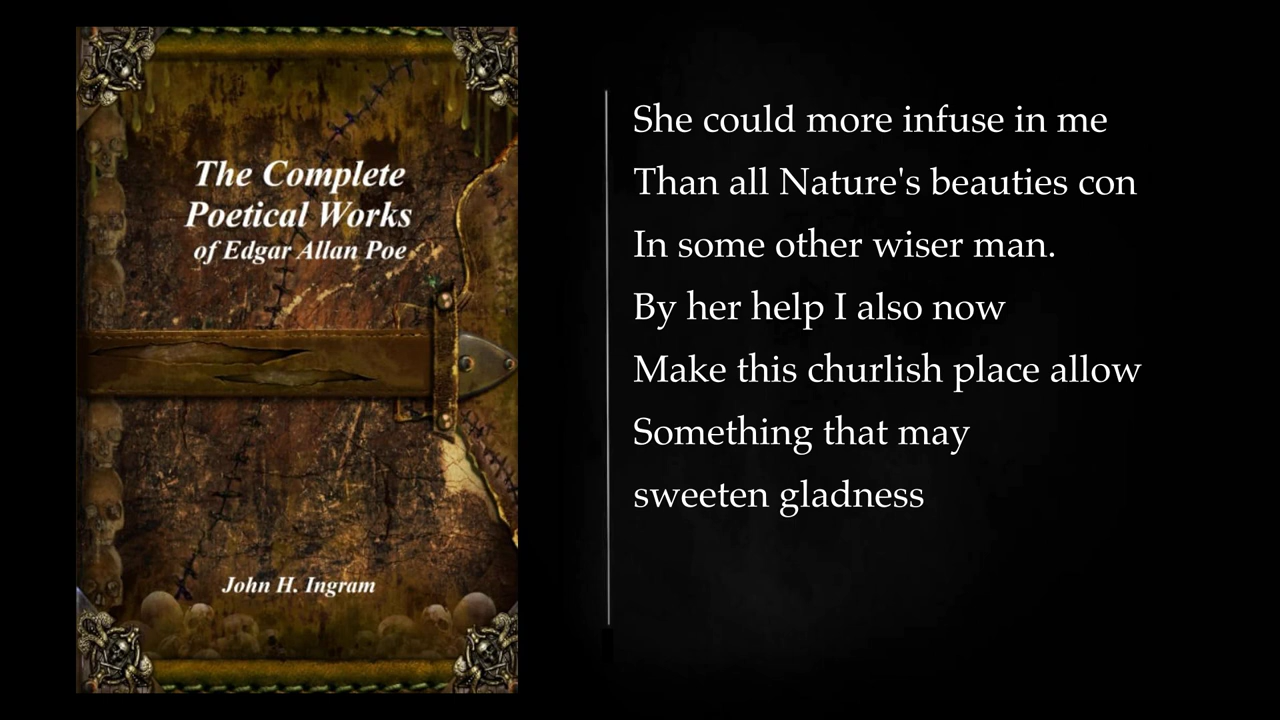 The Complete
Poetical Works
of Edgar Allan Poe
John H. Ingram
She could more infuse in me
Than all Nature's beauties con
In some other wiser man.
By her help I also now
Make this churlish place allow
Something that may
sweeten gladness